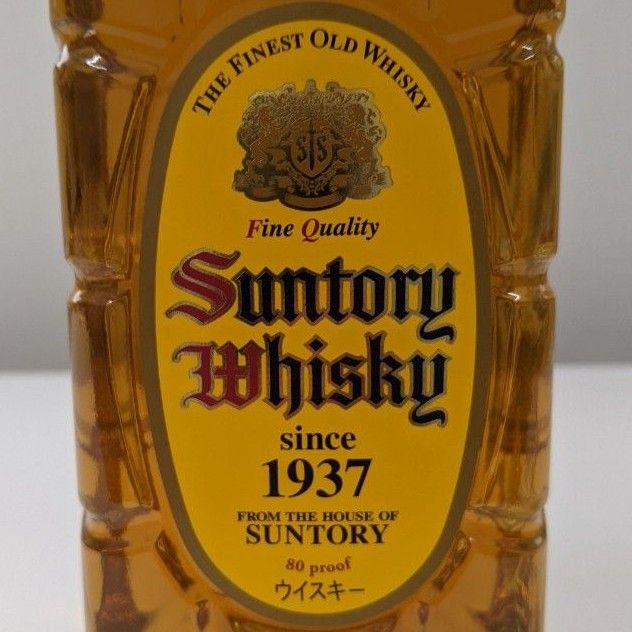 THE FINEST OLD WHISKY
SS
Fine Quality
Suntory
Whisky
since
1937
FROM THE HOUSE OF
SUNTORY
80 proof
ウイスキー